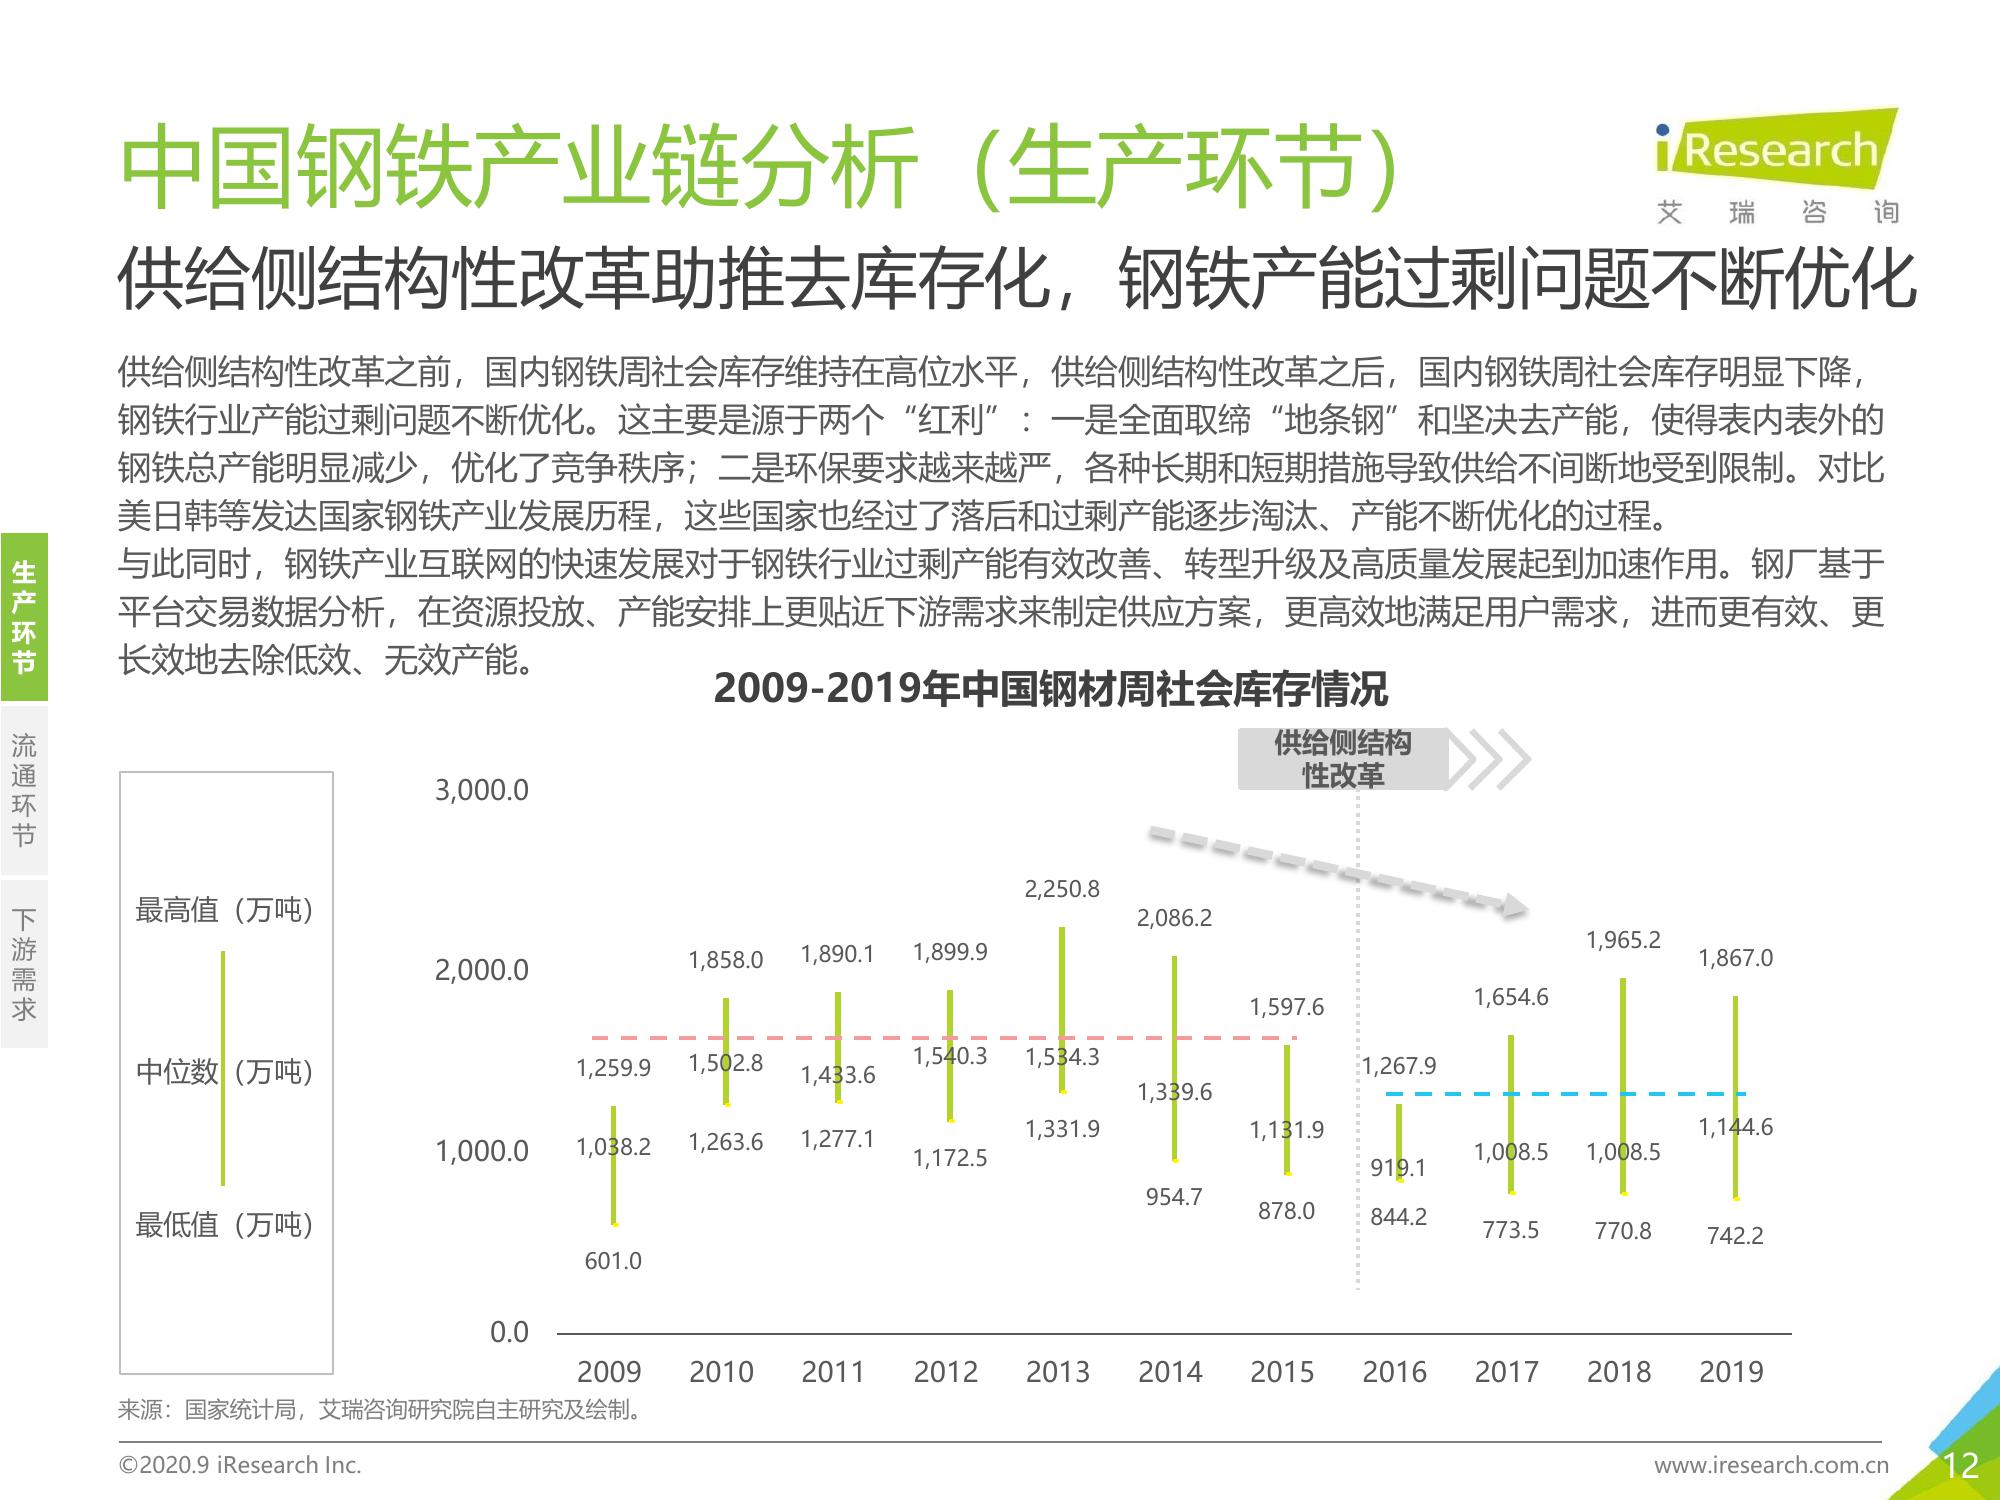 中国钢铁产业链分析（生产环节）
iResearch
艾瑞咨询
供给侧结构性改革助推去库存化，钢铁产能过剩问题不断优化
供给侧结构性改革之前，国内钢铁周社会库存维持在高位水平，供给侧结构性改革之后，国内钢铁周社会库存明显下降，
钢铁行业产能过剩问题不断优化。这主要是源于两个“红利”：一是全面取缔“地条钢”和坚决去产能，使得表内表外的
钢铁总产能明显减少，优化了竞争秩序；二是环保要求越来越严，各种长期和短期措施导致供给不间断地受到限制。对比
美日韩等发达国家钢铁产业发展历程，这些国家也经过了落后和过剩产能逐步淘汰、产能不断优化的过程。
与此同时，钢铁产业互联网的快速发展对于钢铁行业过剩产能有效改善、转型升级及高质量发展起到加速作用。钢厂基于
平台交易数据分析，在资源投放、产能安排上更贴近下游需求来制定供应方案，更高效地满足用户需求，进而更有效、更
长效地去除低效、无效产能。
生产环节
流通环节
下游需求
2009-2019年中国钢材周社会库存情况
供给侧结构
性改革
最高值（万吨）
中位数（万吨）
最低值（万吨）
3,000.0
2,000.0
1,000.0
0.0
1,259.9 1,858.0 1,890.1 1,899.9 2,250.8 2,086.2 1,597.6 1,267.9 1,654.6 1,965.2 1,867.0
1,038.2 1,502.8 1,433.6 1,540.3 1,534.3 1,339.6 1,131.9 919.1 1,008.5 1,008.5 1,144.6
601.0 1,263.6 1,277.1 1,172.5 1,331.9 954.7 878.0 844.2 773.5 770.8 742.2
2009 2010 2011 2012 2013 2014 2015 2016 2017 2018 2019
来源：国家统计局，艾瑞咨询研究院自主研究及绘制。
©2020.9 iResearch Inc.
www.iresearch.com.cn
12